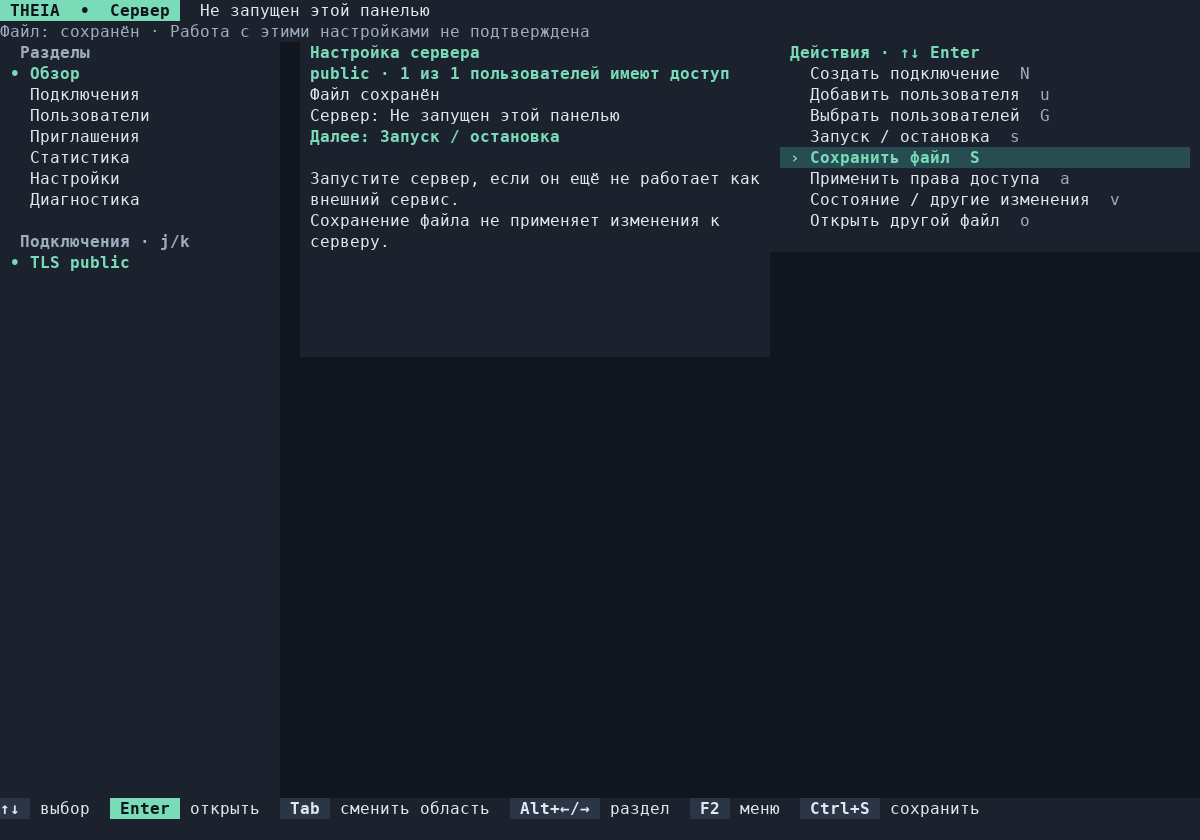 THEIA • Сервер Не запущен этой панелью
Файл: сохранён · Работа с этими настройками не подтверждена
Разделы
• Обзор
Подключения
Пользователи
Приглашения
Статистика
Настройки
Диагностика
Подключения · j/k
• TLS public
Настройка сервера
public · 1 из 1 пользователей имеют доступ
Файл сохранён
Сервер: Не запущен этой панелью
Далее: Запуск / остановка
Запустите сервер, если он ещё не работает как
внешний сервис.
Сохранение файла не применяет изменения к
серверу.
Действия · ↑↓ Enter
Создать подключение N
Добавить пользователя u
Выбрать пользователей G
Запуск / остановка s
› Сохранить файл S
Применить права доступа a
Состояние / другие изменения v
Открыть другой файл o
↑↓ выбор Enter открыть Tab сменить область Alt+←/→ раздел F2 меню Ctrl+S сохранить